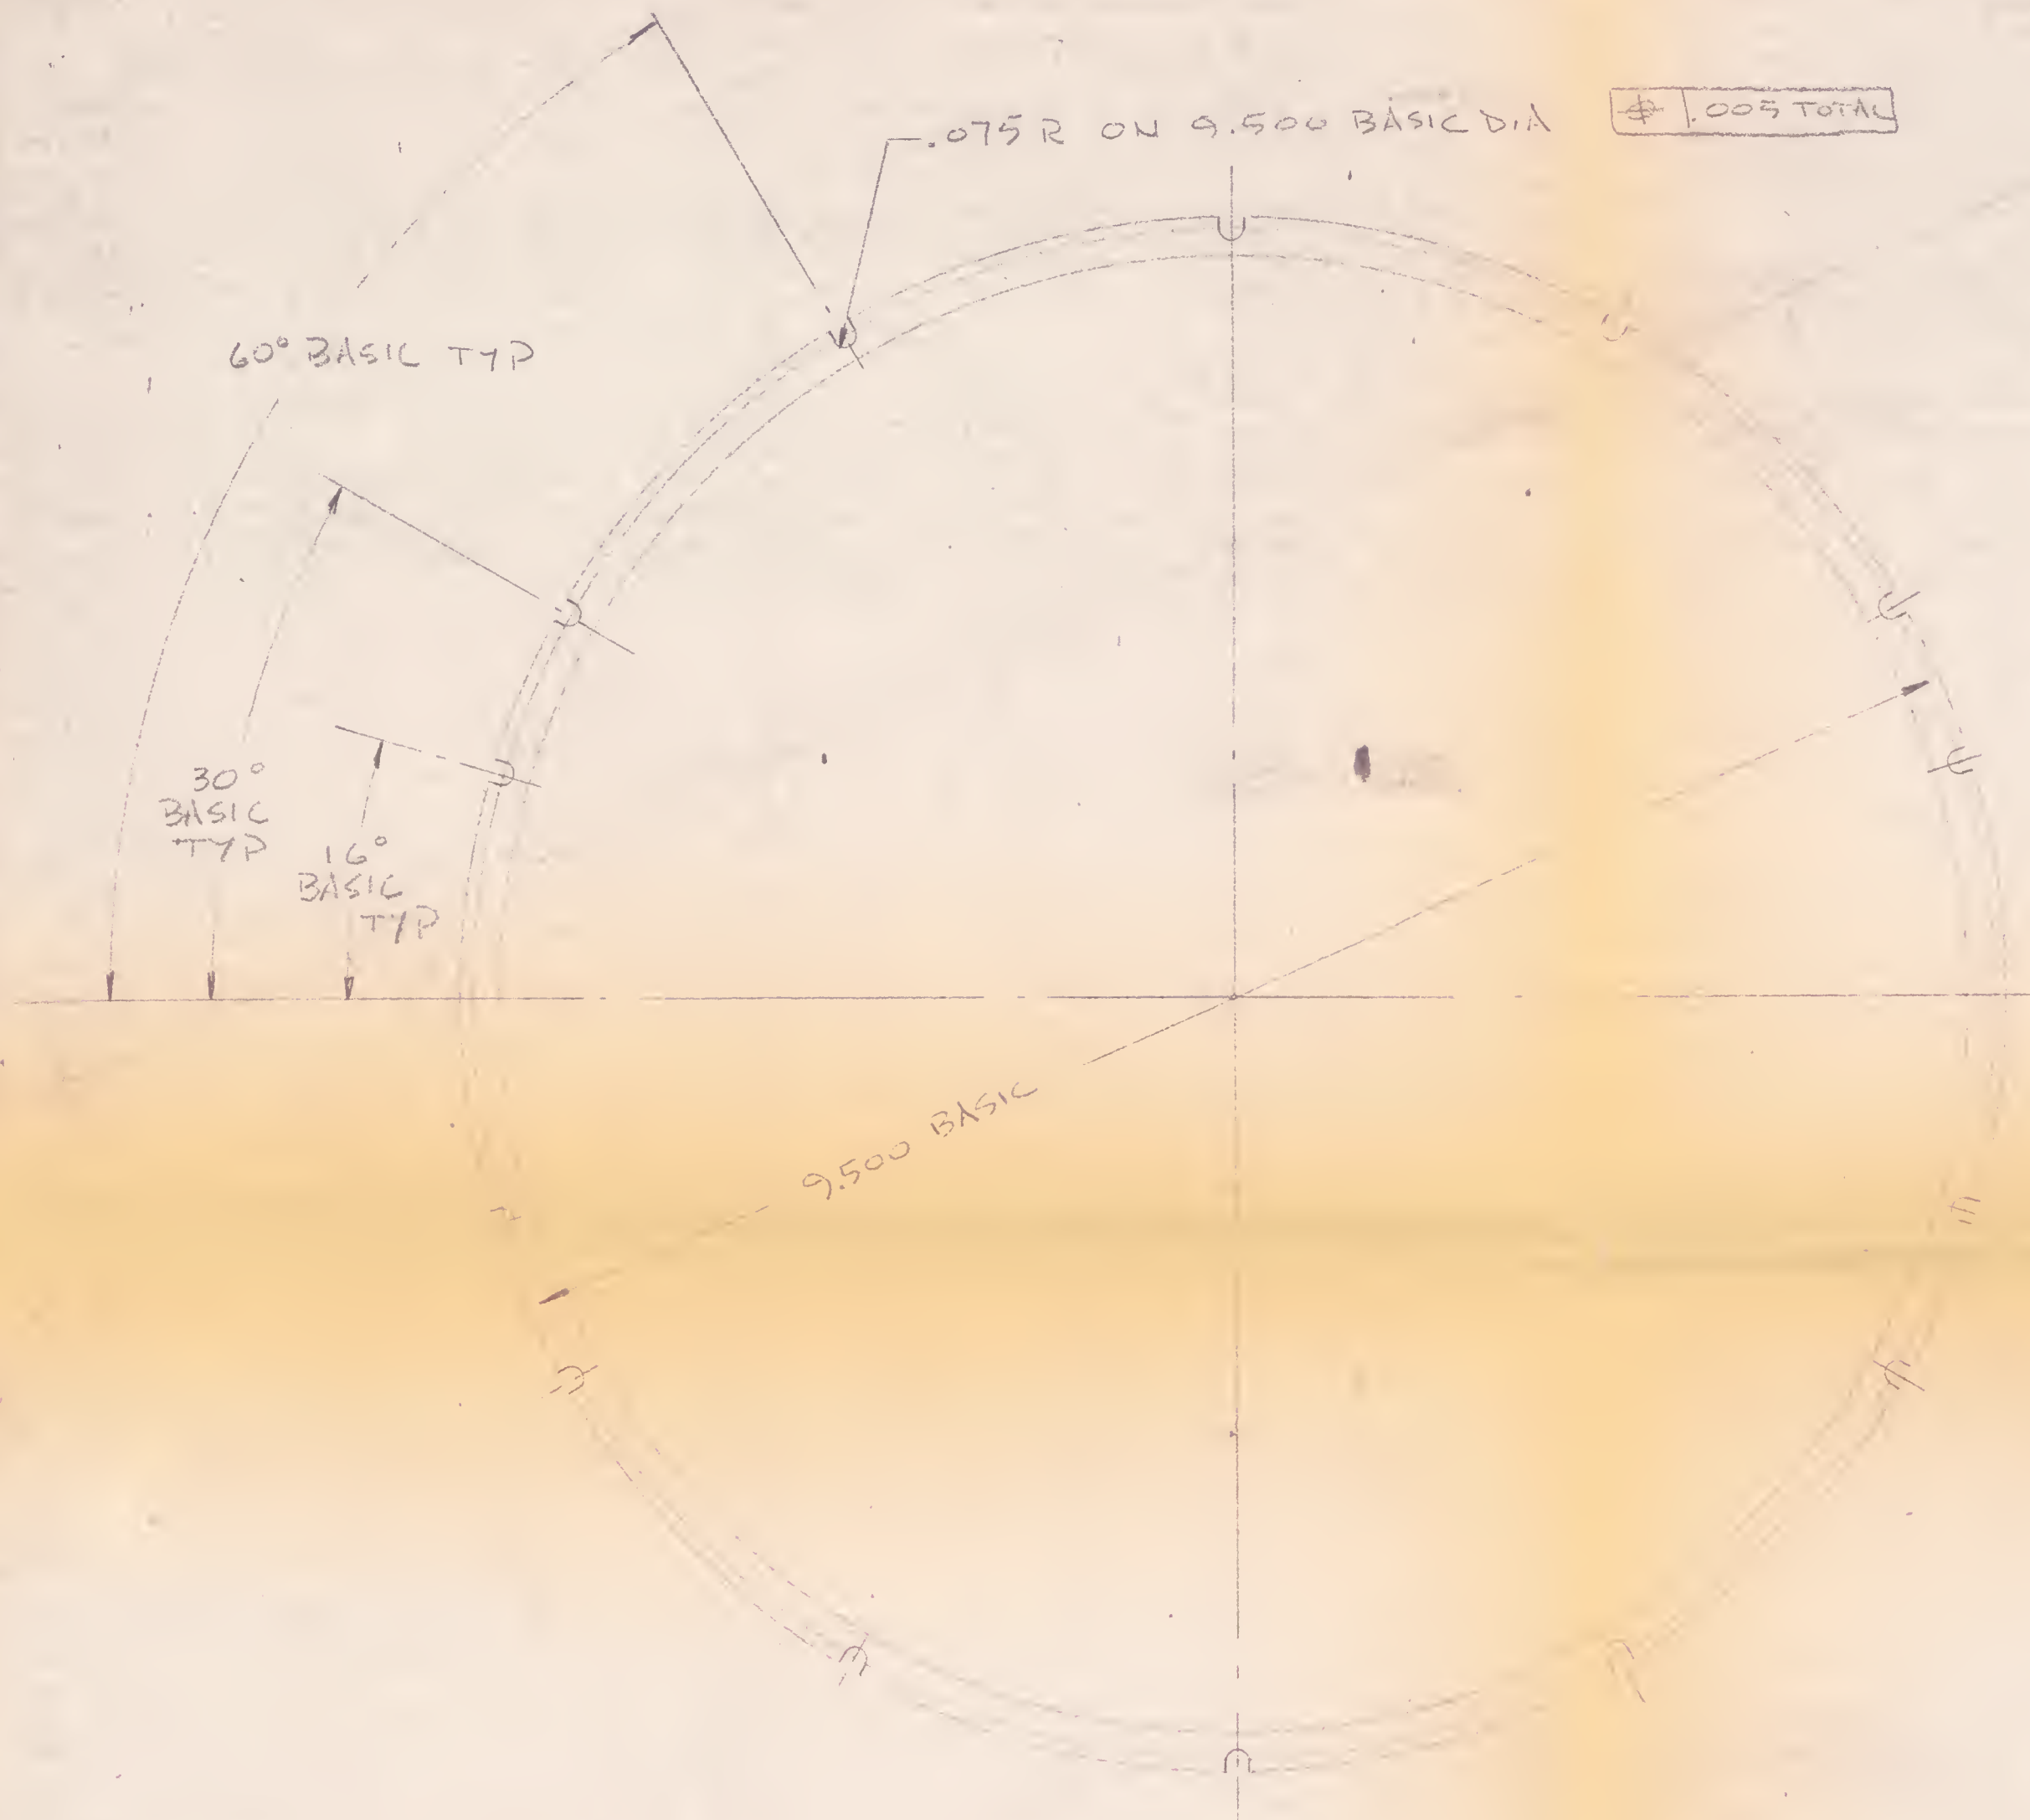 .075 R ON 9.500 BASIC DIA
⌖ .005 TOTAL
60° BASIC TYP
30°
BASIC
TYP
16°
BASIC
TYP
9.500 BASIC